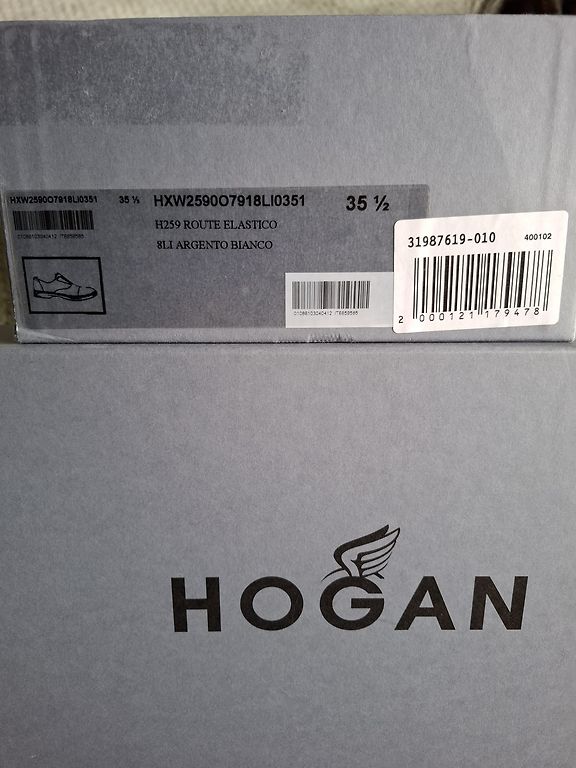 HXW2590O7918LI0351 35 ½ HXW2590O7918LI0351 35 ½
H259 ROUTE ELASTICO
8LI ARGENTO BIANCO
31987619-010 400102
2 000121 179478
HOGAN